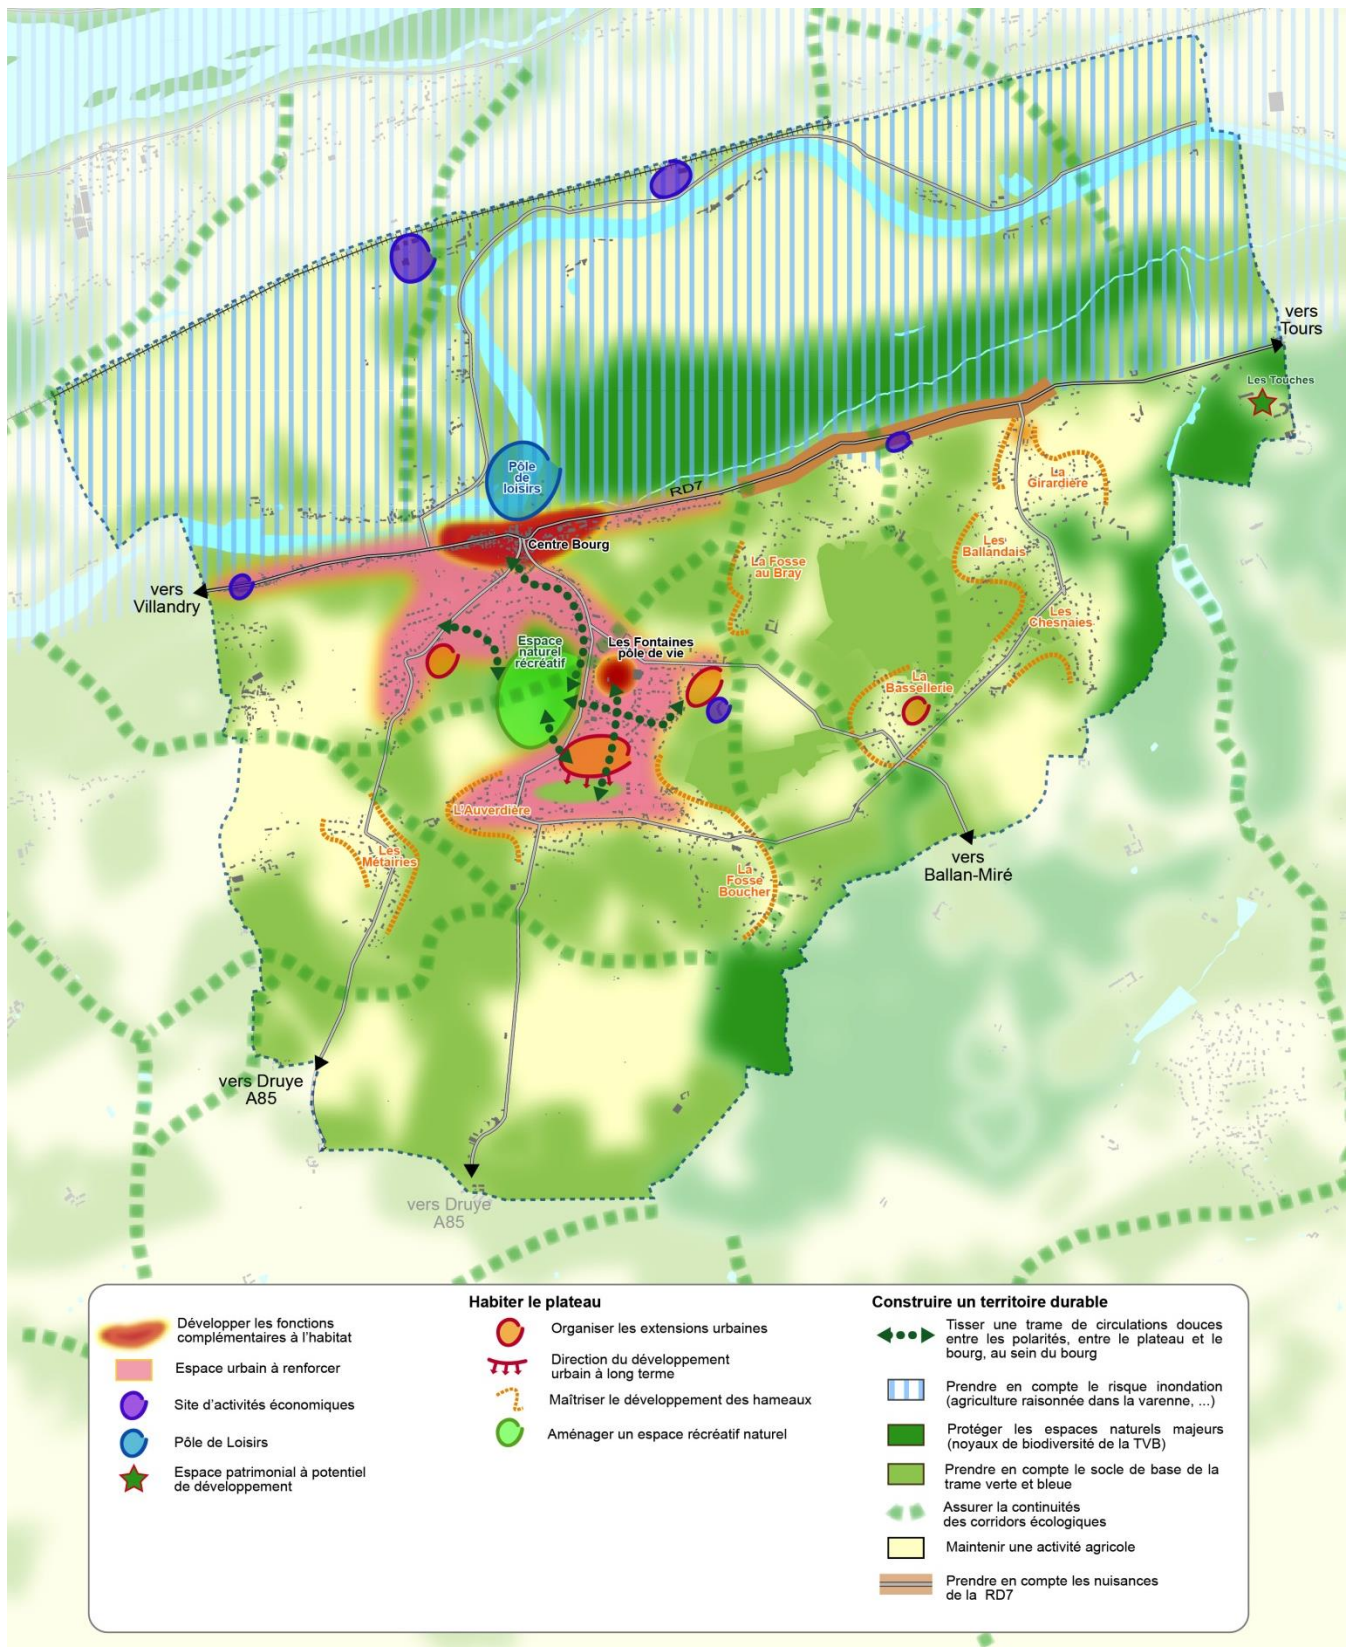 vers
Tours
Les Touches
Pôle
de
loisirs
La
Girardière
RD7
Centre Bourg
Les
Ballandais
La Fosse
au Bray
vers
Villandry
Les
Chesnaies
Espace
naturel
récréatif
Les Fontaines
pôle de vie
La
Bassellerie
L'Auverdière
Les
Métairies
vers
Ballan-Miré
La
Fosse
Boucher
vers Druye
A85
vers Druye
A85
Développer les fonctions
complémentaires à l'habitat
Espace urbain à renforcer
Site d'activités économiques
Pôle de Loisirs
Espace patrimonial à potentiel
de développement
Habiter le plateau
Organiser les extensions urbaines
Direction du développement
urbain à long terme
Maîtriser le développement des hameaux
Aménager un espace récréatif naturel
Construire un territoire durable
Tisser une trame de circulations douces
entre les polarités, entre le plateau et le
bourg, au sein du bourg
Prendre en compte le risque inondation
(agriculture raisonnée dans la varenne, ...)
Protéger les espaces naturels majeurs
(noyaux de biodiversité de la TVB)
Prendre en compte le socle de base de la
trame verte et bleue
Assurer la continuités
des corridors écologiques
Maintenir une activité agricole
Prendre en compte les nuisances
de la RD7